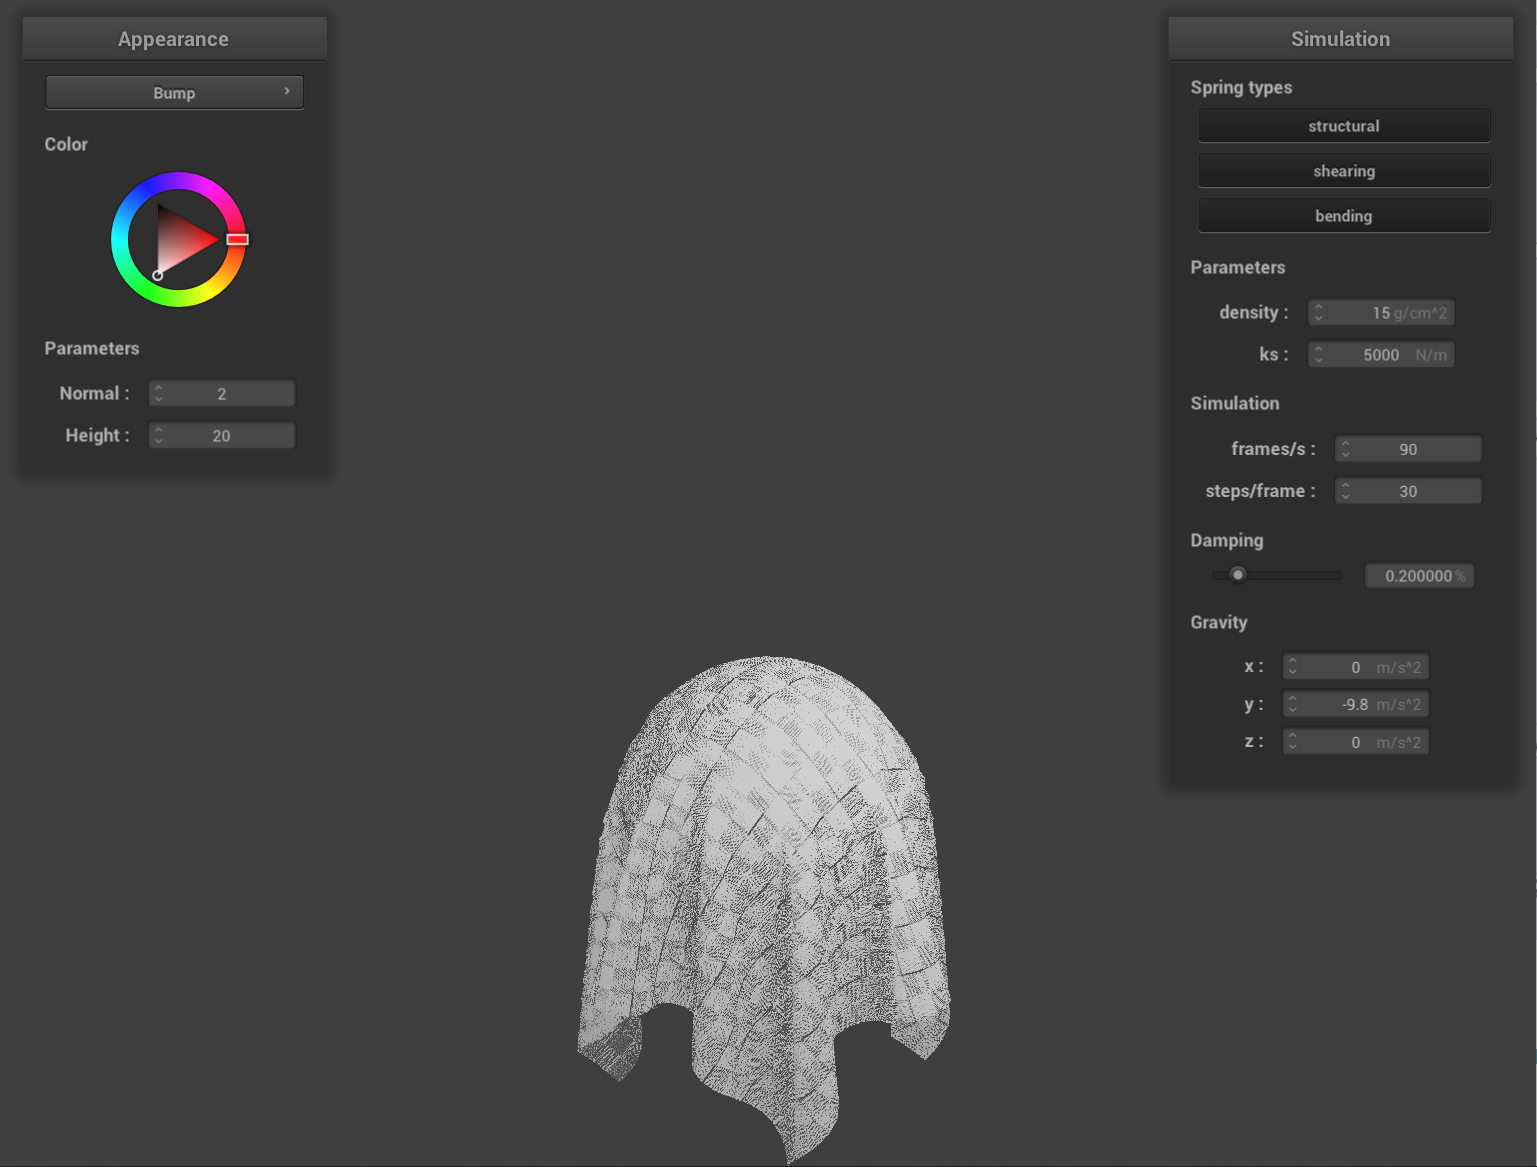 Appearance
Bump
Color
Parameters
Normal : 2
Height : 20
Simulation
Spring types
structural
shearing
bending
Parameters
density : 15 g/cm^2
ks : 5000 N/m
Simulation
frames/s : 90
steps/frame : 30
Damping
0.200000 %
Gravity
x : 0 m/s^2
y : -9.8 m/s^2
z : 0 m/s^2